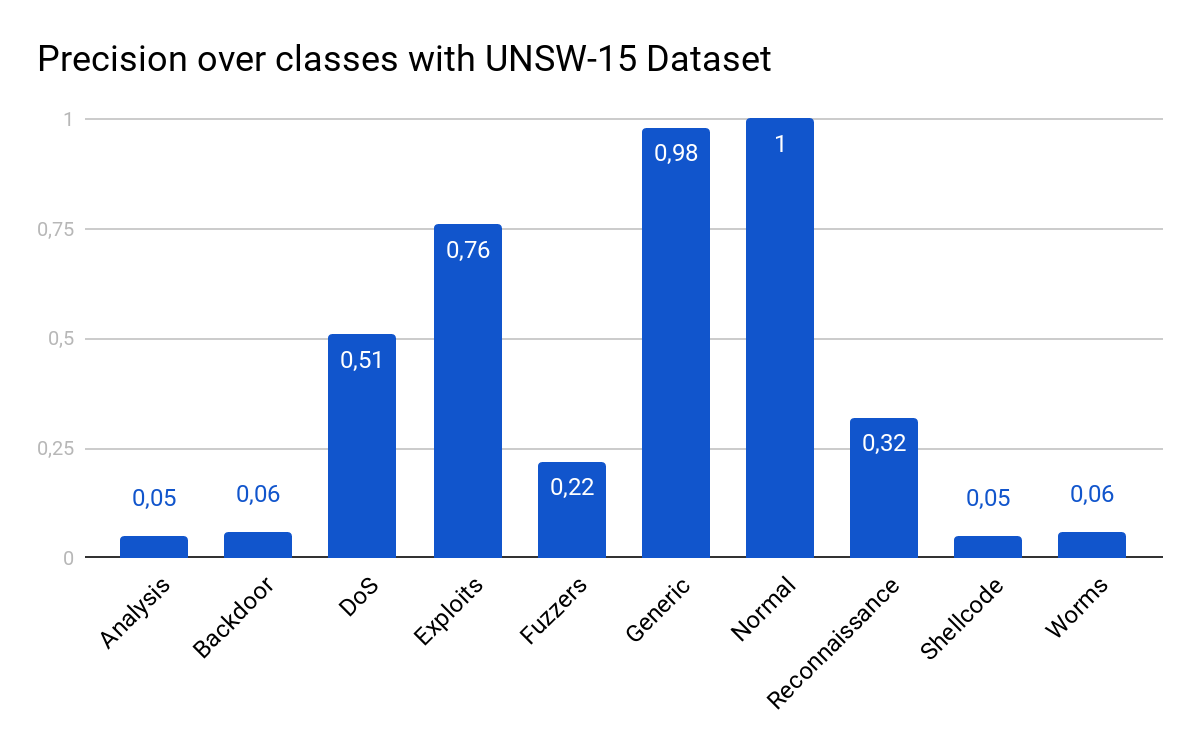 Precision over classes with UNSW-15 Dataset
1
0,75
0,5
0,25
0
0,05
0,06
0,51
0,76
0,22
0,98
1
0,32
0,05
0,06
Analysis
Backdoor
DoS
Exploits
Fuzzers
Generic
Normal
Reconnaissance
Shellcode
Worms